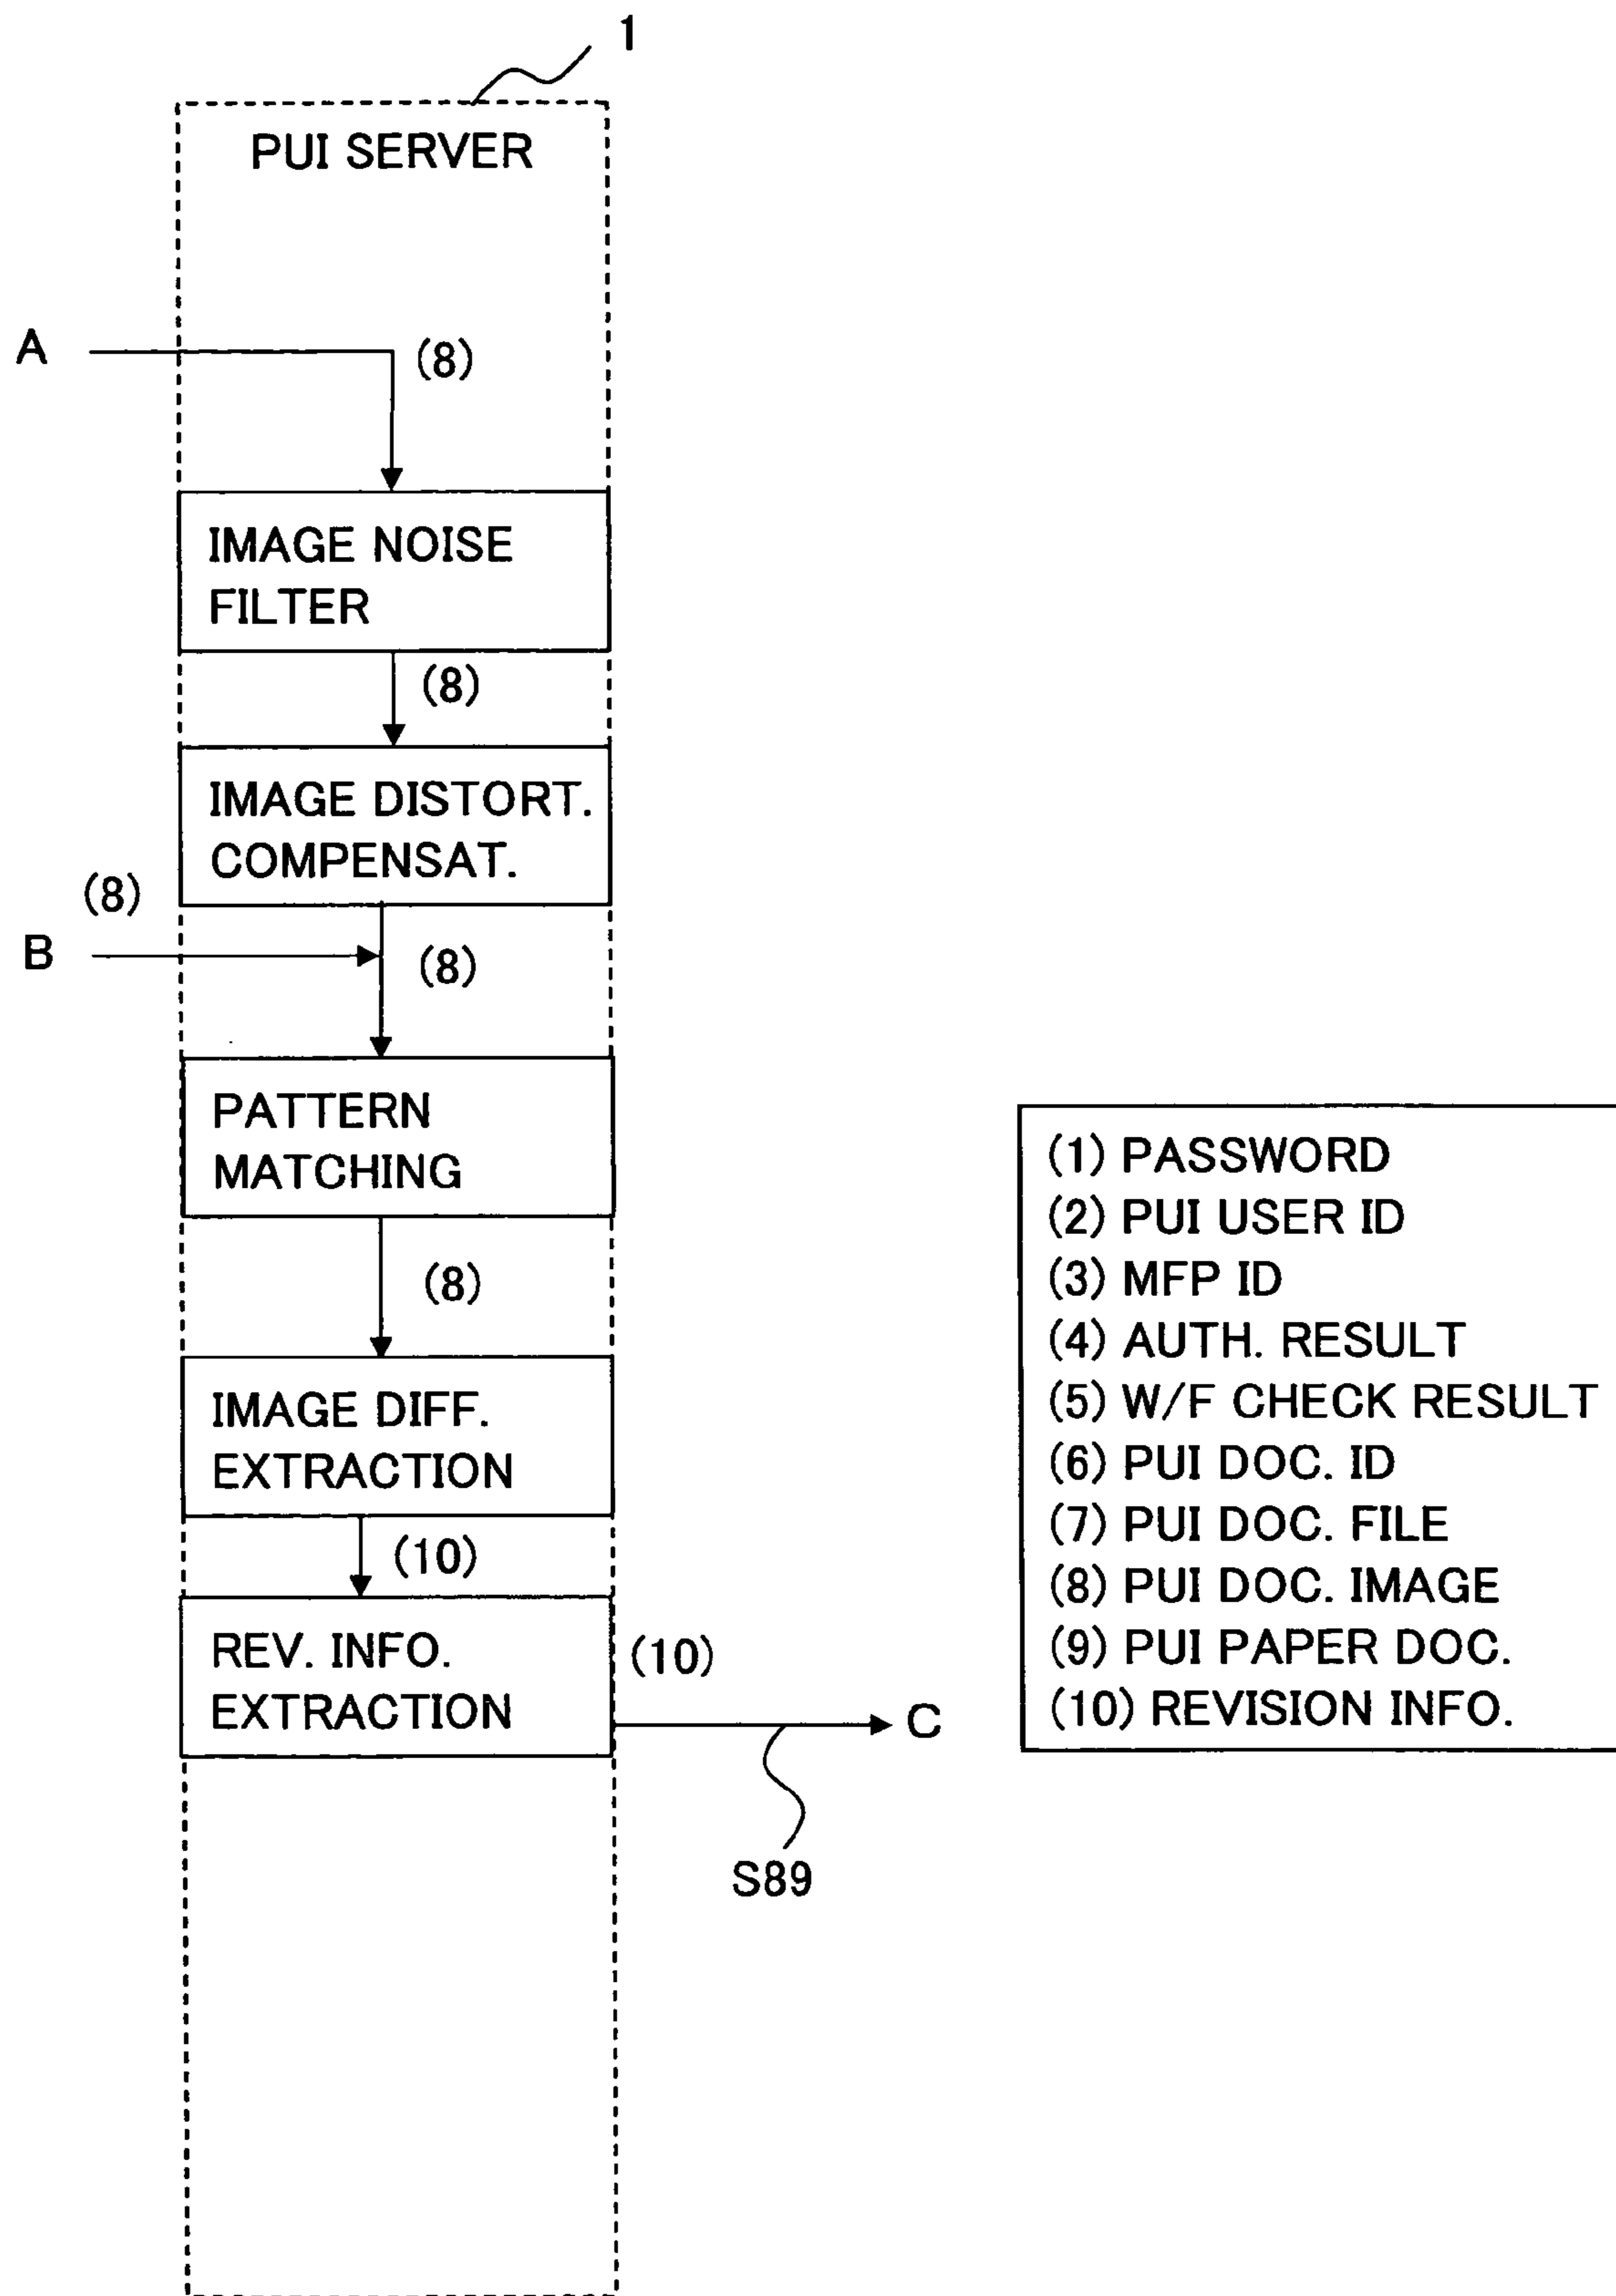 1
PUI SERVER
A
(8)
IMAGE NOISE
FILTER
(8)
IMAGE DISTORT.
COMPENSAT.
(8)
B
(8)
PATTERN
MATCHING
(8)
IMAGE DIFF.
EXTRACTION
(10)
REV. INFO.
EXTRACTION
(10)
C
S89
(1) PASSWORD
(2) PUI USER ID
(3) MFP ID
(4) AUTH. RESULT
(5) W/F CHECK RESULT
(6) PUI DOC. ID
(7) PUI DOC. FILE
(8) PUI DOC. IMAGE
(9) PUI PAPER DOC.
(10) REVISION INFO.